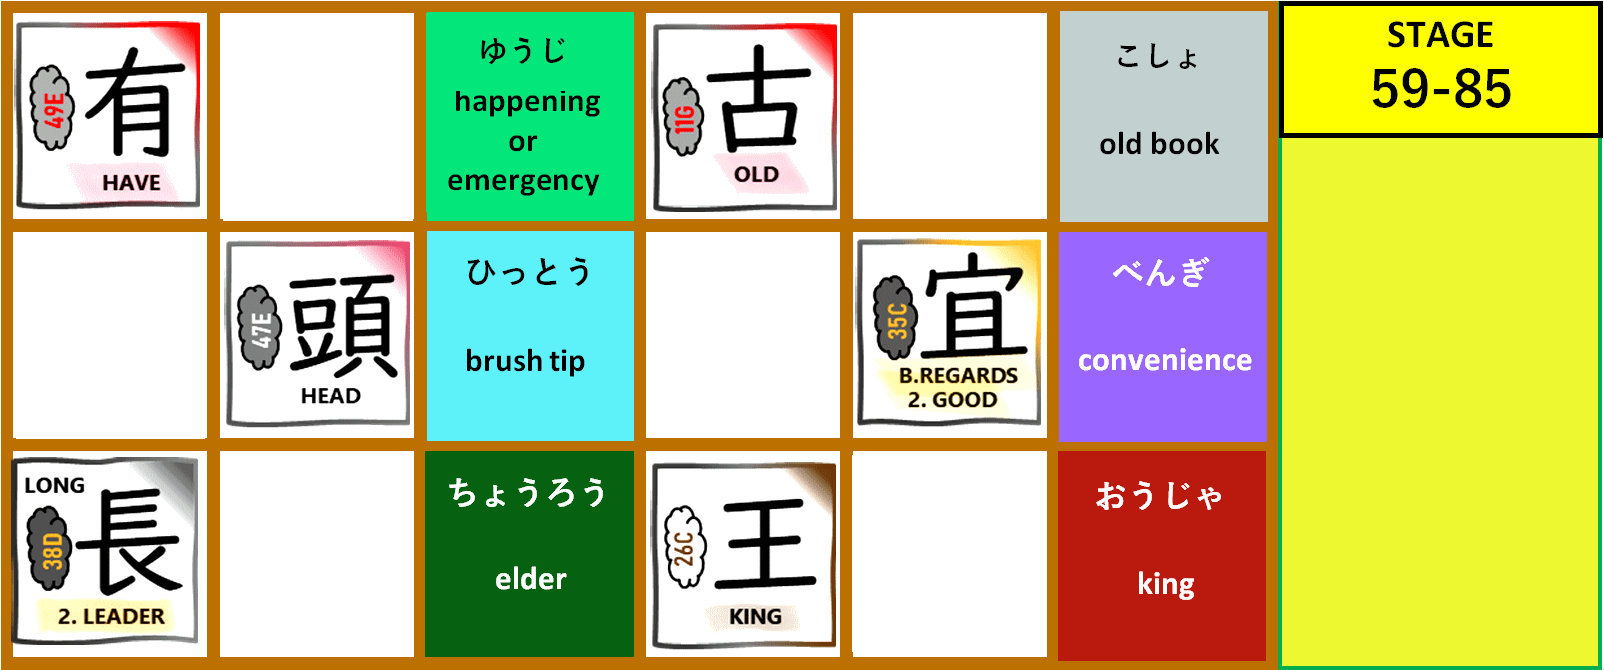 49E
有
HAVE
ゆうじ
happening
or
emergency
11G
古
OLD
こしょ
old book
STAGE
59-85
47E
頭
HEAD
ひっとう
brush tip
35C
宜
B.REGARDS
2. GOOD
べんぎ
convenience
LONG
38D
長
2. LEADER
ちょうろう
elder
26C
王
KING
おうじゃ
king